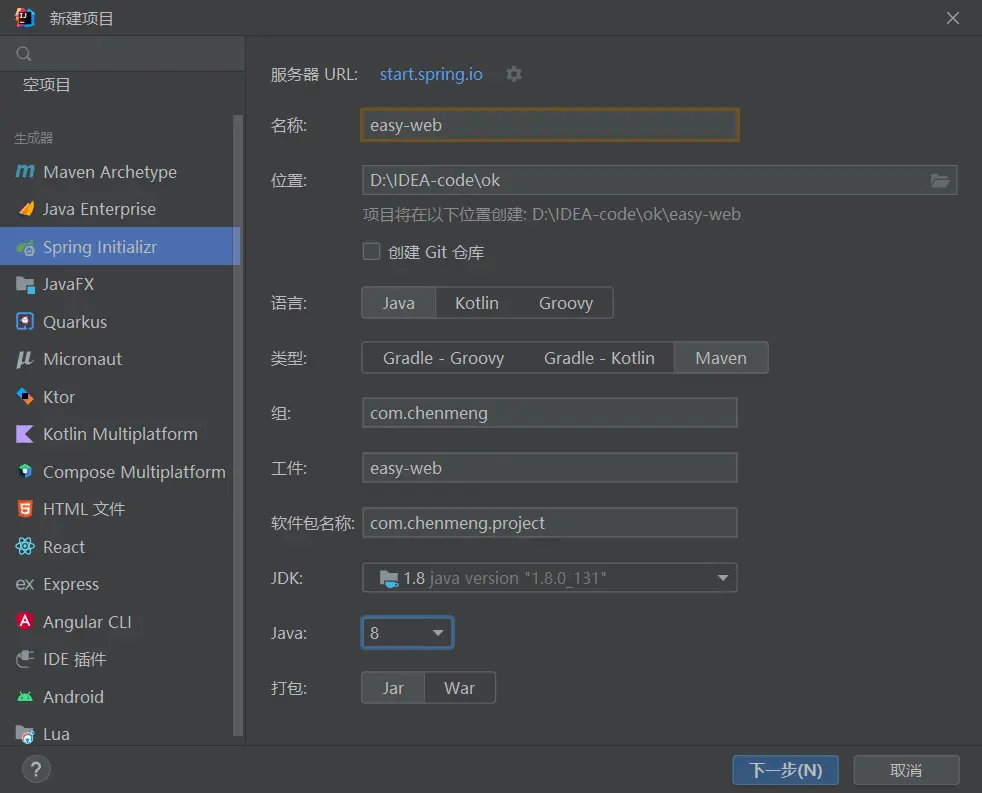 新建项目
空项目
生成器
Maven Archetype
Java Enterprise
Spring Initializr
JavaFX
Quarkus
Micronaut
Ktor
Kotlin Multiplatform
Compose Multiplatform
HTML 文件
React
ex Express
Angular CLI
IDE 插件
Android
Lua
服务器 URL: start.spring.io
名称: easy-web
位置: D:\IDEA-code\ok
项目将在以下位置创建: D:\IDEA-code\ok\easy-web
创建 Git 仓库
语言: Java Kotlin Groovy
类型: Gradle - Groovy Gradle - Kotlin Maven
组: com.chenmeng
工件: easy-web
软件包名称: com.chenmeng.project
JDK: 1.8 java version "1.8.0_131"
Java: 8
打包: Jar War
? 下一步(N) 取消